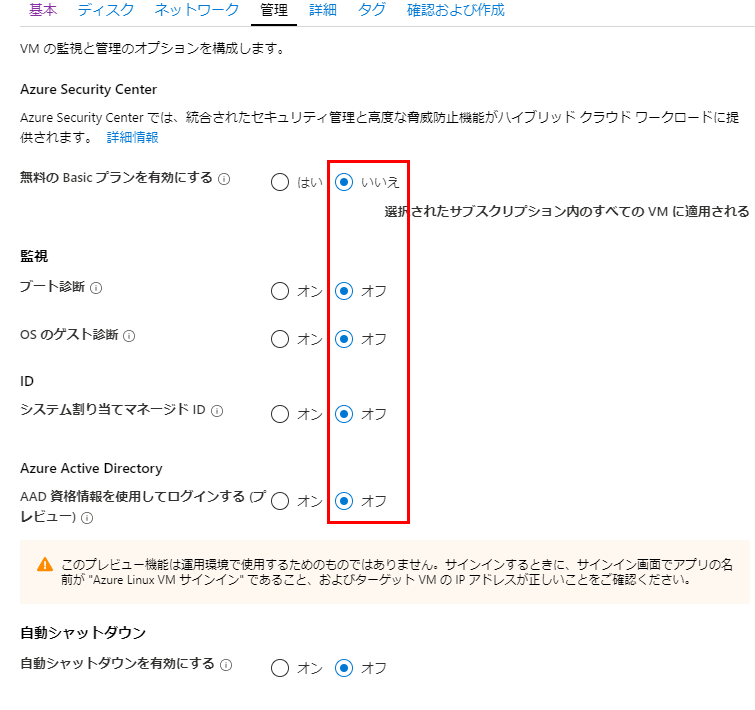 基本 ディスク ネットワーク 管理 詳細 タグ 確認および作成
VM の監視と管理のオプションを構成します。
Azure Security Center
Azure Security Center では、統合されたセキュリティ管理と高度な脅威防止機能がハイブリッド クラウド ワークロードに提
供されます。 詳細情報
無料の Basic プランを有効にする はい いいえ
選択されたサブスクリプション内のすべての VM に適用される
監視
ブート診断 オン オフ
OS のゲスト診断 オン オフ
ID
システム割り当てマネージド ID オン オフ
Azure Active Directory
AAD 資格情報を使用してログインする (プ
レビュー) オン オフ
このプレビュー機能は運用環境で使用するためのものではありません。サインインするときに、サインイン画面でアプリの名
前が "Azure Linux VM サインイン" であること、およびターゲット VM の IP アドレスが正しいことをご確認ください。
自動シャットダウン
自動シャットダウンを有効にする オン オフ